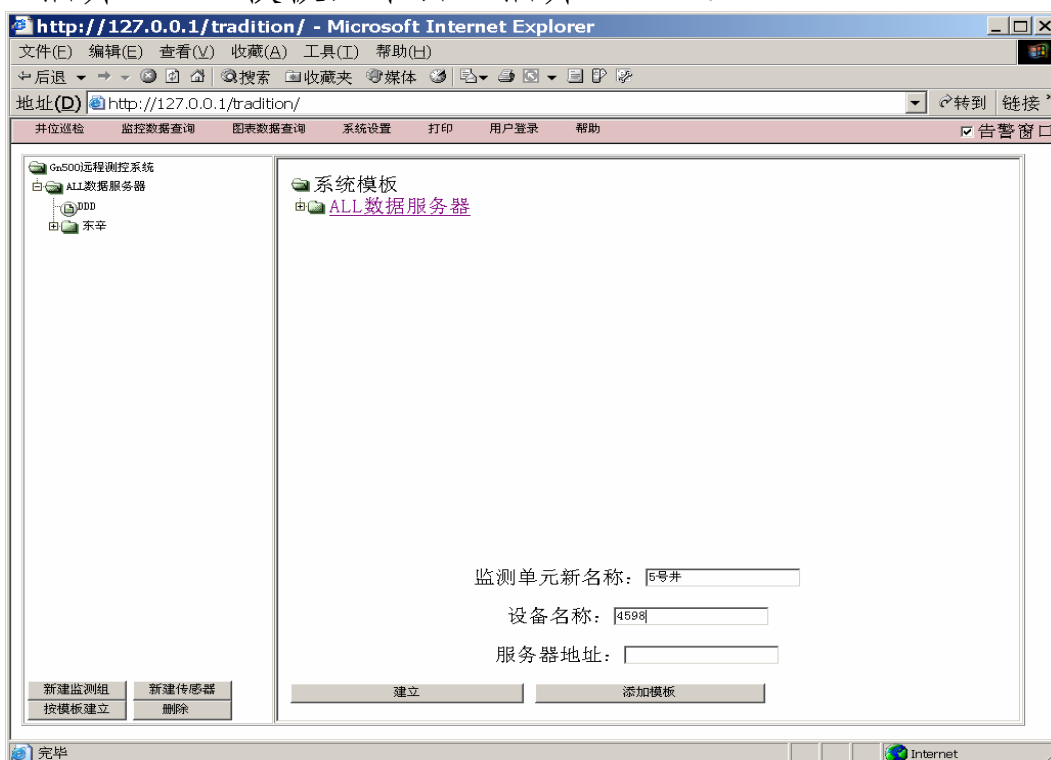 http://127.0.0.1/tradition/ - Microsoft Internet Explorer
文件(F) 编辑(E) 查看(V) 收藏(A) 工具(T) 帮助(H)
后退 搜索 收藏夹 媒体
地址(D) http://127.0.0.1/tradition/ 转到 链接
井位巡检 监控数据查询 图表数据查询 系统设置 打印 用户登录 帮助 告警窗口
Gn500远程测控系统
ALL数据服务器
DDD
东辛
系统模板
ALL数据服务器
监测单元新名称: 5号井
设备名称: 4598
服务器地址:
新建监测组 新建传感器
按模板建立 删除
建立 添加模板
完毕 Internet